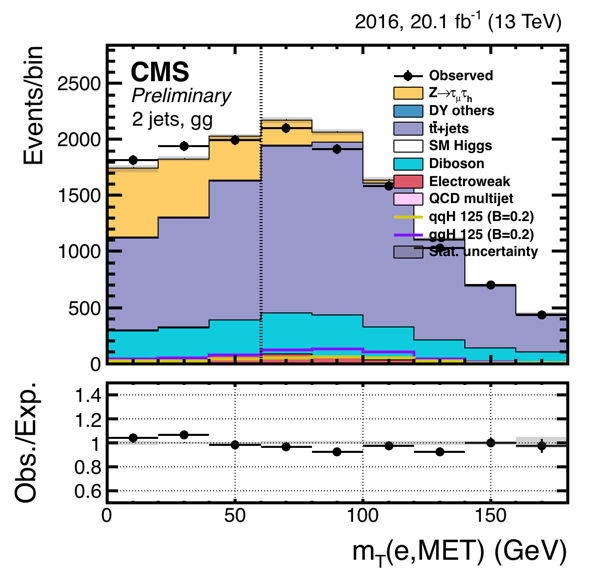 2016, 20.1 fb⁻¹ (13 TeV)
Events/bin
CMS
Preliminary
2 jets, gg
Observed
Z→τ_μτ_h
DY others
tt̄+jets
SM Higgs
Diboson
Electroweak
QCD multijet
qqH 125 (B=0.2)
ggH 125 (B=0.2)
Stat. uncertainty
2500
2000
1500
1000
500
0
Obs./Exp.
1.4
1.2
1
0.8
0.6
0 50 100 150
m_T(e,MET) (GeV)